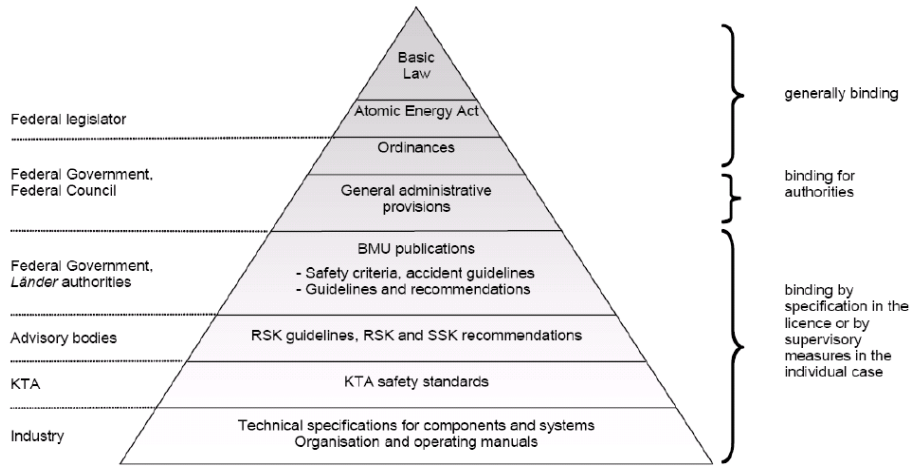 Basic
Law
Atomic Energy Act
Federal legislator
Ordinances
Federal Government,
Federal Council
General administrative
provisions
BMU publications
- Safety criteria, accident guidelines
- Guidelines and recommendations
Federal Government,
Länder authorities
Advisory bodies
RSK guidelines, RSK and SSK recommendations
KTA
KTA safety standards
Industry
Technical specifications for components and systems
Organisation and operating manuals
generally binding
binding for
authorities
binding by
specification in the
licence or by
supervisory
measures in the
individual case